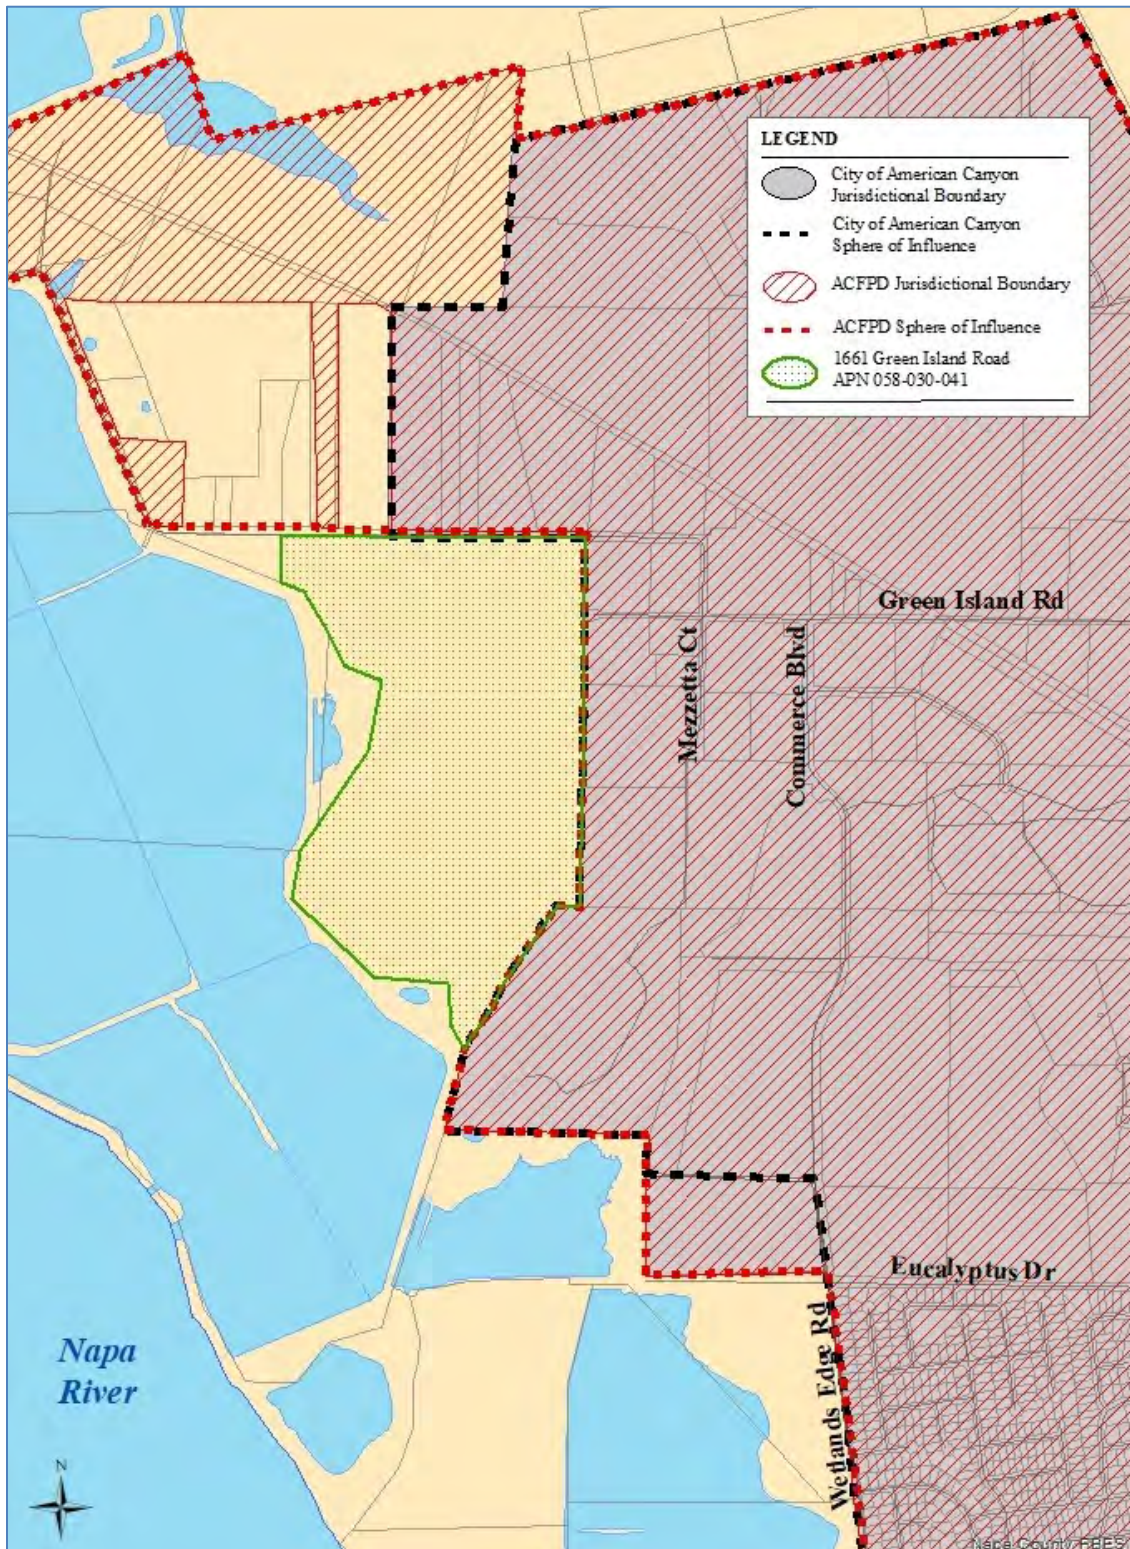 LEGEND
City of American Canyon
Jurisdictional Boundary
City of American Canyon
Sphere of Influence
ACFPD Jurisdictional Boundary
ACFPD Sphere of Influence
1661 Green Island Road
APN 058-030-041
Green Island Rd
Mezzetta Ct
Commerce Blvd
Eucalyptus Dr
Wetlands Edge Rd
Napa
River
N
Napa County PBES